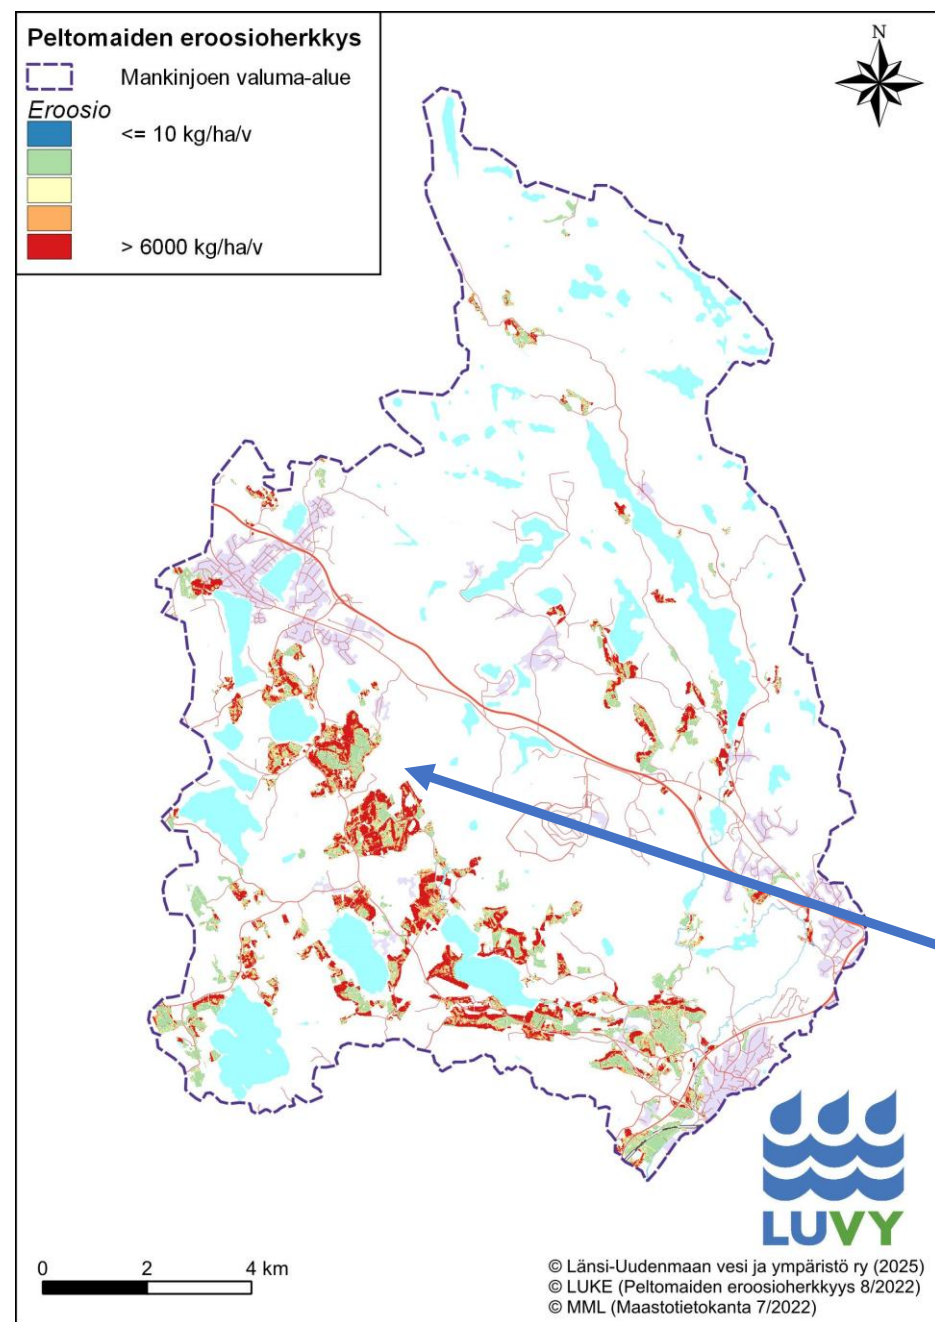 Peltomaiden eroosioherkkys
Mankinjoen valuma-alue
Eroosio
<= 10 kg/ha/v
> 6000 kg/ha/v
N
LUVY
0 2 4 km
© Länsi-Uudenmaan vesi ja ympäristö ry (2025)
© LUKE (Peltomaiden eroosioherkkyys 8/2022)
© MML (Maastotietokanta 7/2022)